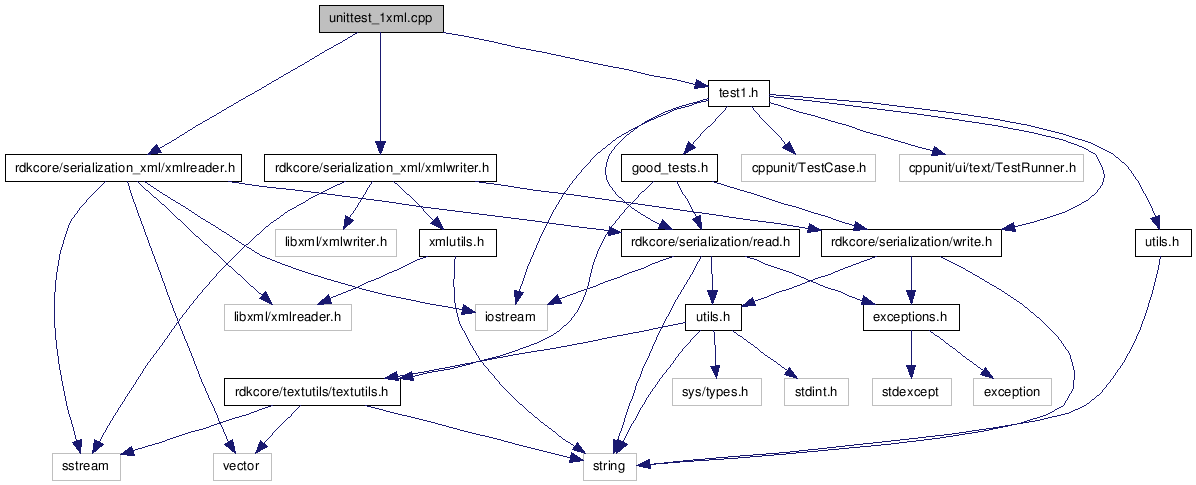 unittest_1xml.cpp
test1.h
rdkcore/serialization_xml/xmlreader.h
rdkcore/serialization_xml/xmlwriter.h
good_tests.h
cppunit/TestCase.h
cppunit/ui/text/TestRunner.h
libxml/xmlwriter.h
xmlutils.h
rdkcore/serialization/read.h
rdkcore/serialization/write.h
utils.h
libxml/xmlreader.h
iostream
utils.h
exceptions.h
rdkcore/textutils/textutils.h
sys/types.h
stdint.h
stdexcept
exception
sstream
vector
string